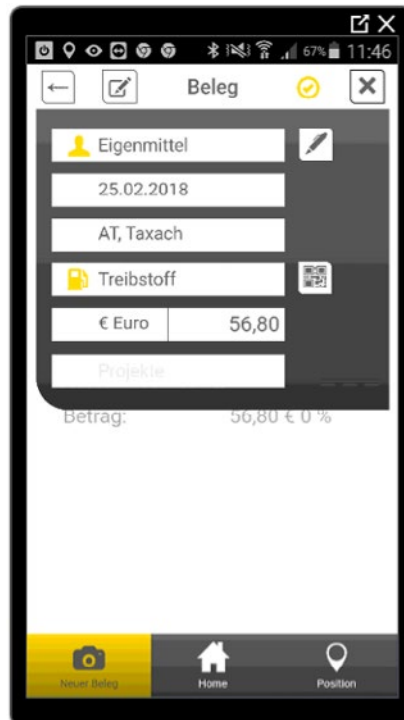 67% 11:46
Beleg
Eigenmittel
25.02.2018
AT, Taxach
Treibstoff
€ Euro 56,80
Projekte
Betrag: 56,80 € 0 %
Neuer Beleg Home Position